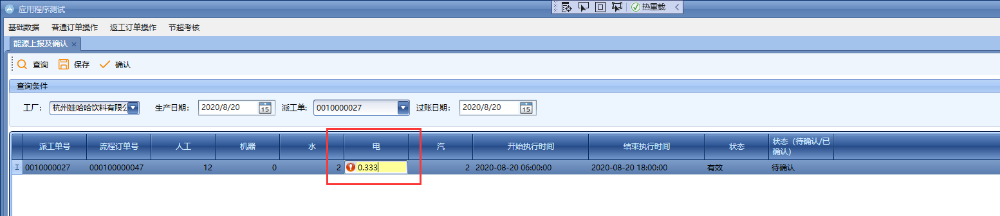 应用程序测试
热重载
基础数据 普通订单操作 返工订单操作 节超考核
能源上报及确认
查询 保存 确认
查询条件
工厂: 杭州娃哈哈饮料有限公 生产日期: 2020/8/20 15 派工单: 0010000027 过账日期: 2020/8/20 15
派工单号 流程订单号 人工 机器 水 电 汽 开始执行时间 结束执行时间 状态 状态（待确认/已
确认）
0010000027 000100000047 12 0 2 0.333 2 2020-08-20 06:00:00 2020-08-20 18:00:00 有效 待确认